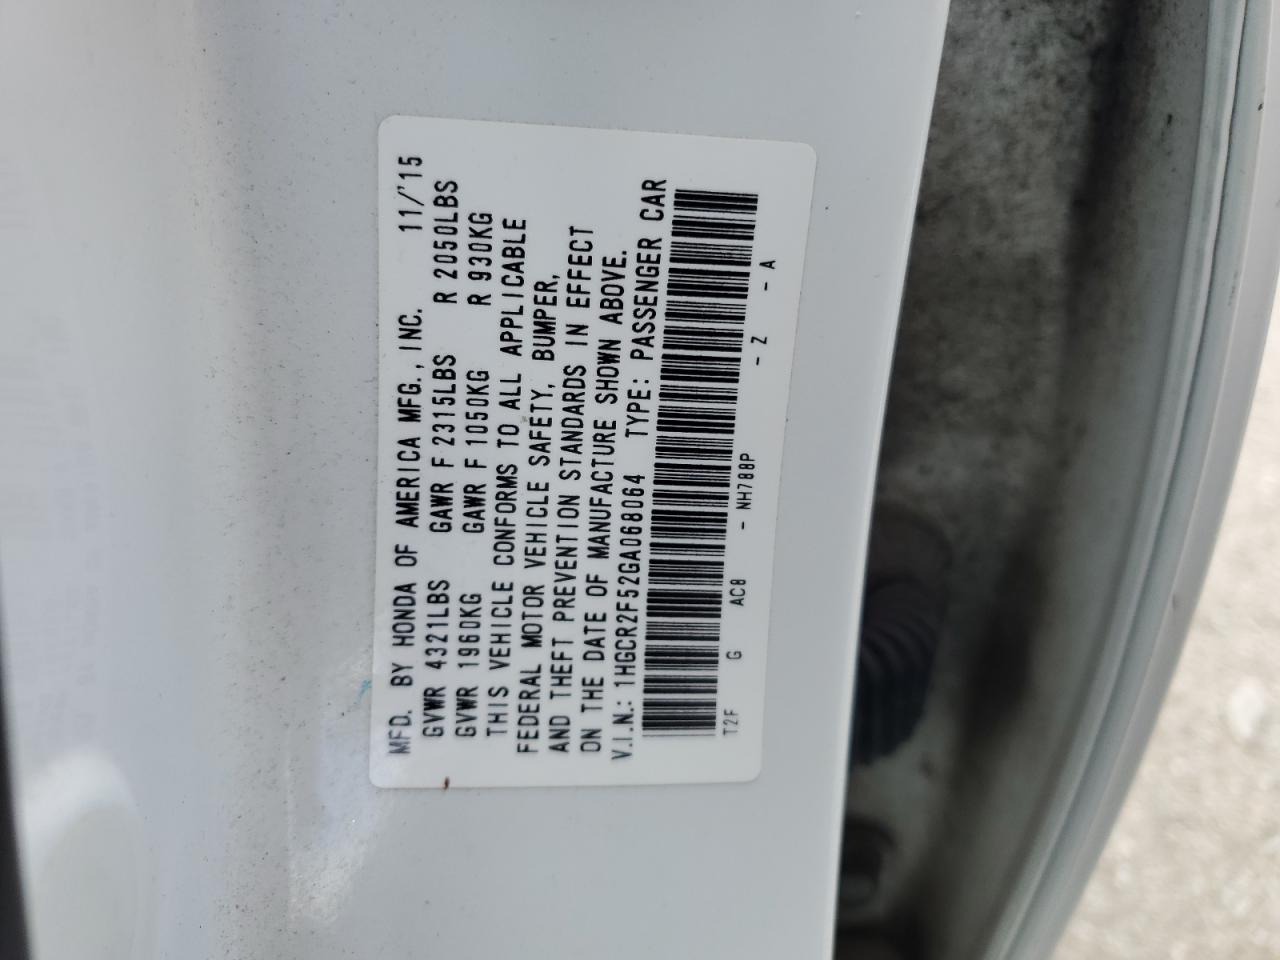 MFD. BY HONDA OF AMERICA MFG., INC. 11/'15
GVWR 4321LBS GAWR F 2315LBS R 2050LBS
GVWR 1960KG GAWR F 1050KG R 930KG
THIS VEHICLE CONFORMS TO ALL APPLICABLE
FEDERAL MOTOR VEHICLE SAFETY, BUMPER,
AND THEFT PREVENTION STANDARDS IN EFFECT
ON THE DATE OF MANUFACTURE SHOWN ABOVE.
V.I.N.: 1HGCR2F52GA068064 TYPE: PASSENGER CAR
T2F G AC8 - NH788P - Z - A